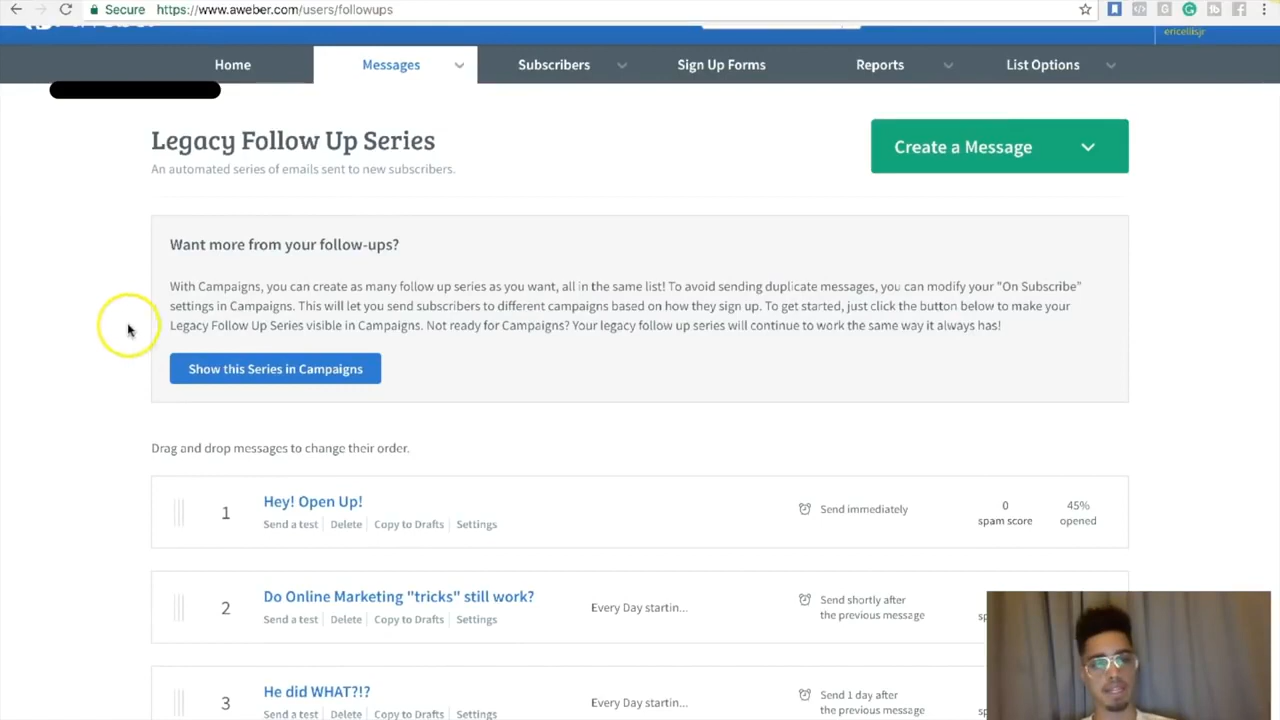 Secure https://www.aweber.com/users/followups
ericellisjr
Home Messages Subscribers Sign Up Forms Reports List Options
Legacy Follow Up Series
Create a Message
An automated series of emails sent to new subscribers.
Want more from your follow-ups?
With Campaigns, you can create as many follow up series as you want, all in the same list! To avoid sending duplicate messages, you can modify your “On Subscribe”
settings in Campaigns. This will let you send subscribers to different campaigns based on how they sign up. To get started, just click the button below to make your
Legacy Follow Up Series visible in Campaigns. Not ready for Campaigns? Your legacy follow up series will continue to work the same way it always has!
Show this Series in Campaigns
Drag and drop messages to change their order.
1
Hey! Open Up!
Send a test Delete Copy to Drafts Settings
Send immediately
0
spam score
45%
opened
2
Do Online Marketing "tricks" still work?
Send a test Delete Copy to Drafts Settings
Every Day startin...
Send shortly after
the previous message
3
He did WHAT?!?
Send a test Delete Copy to Drafts Settings
Every Day startin...
Send 1 day after
the previous message